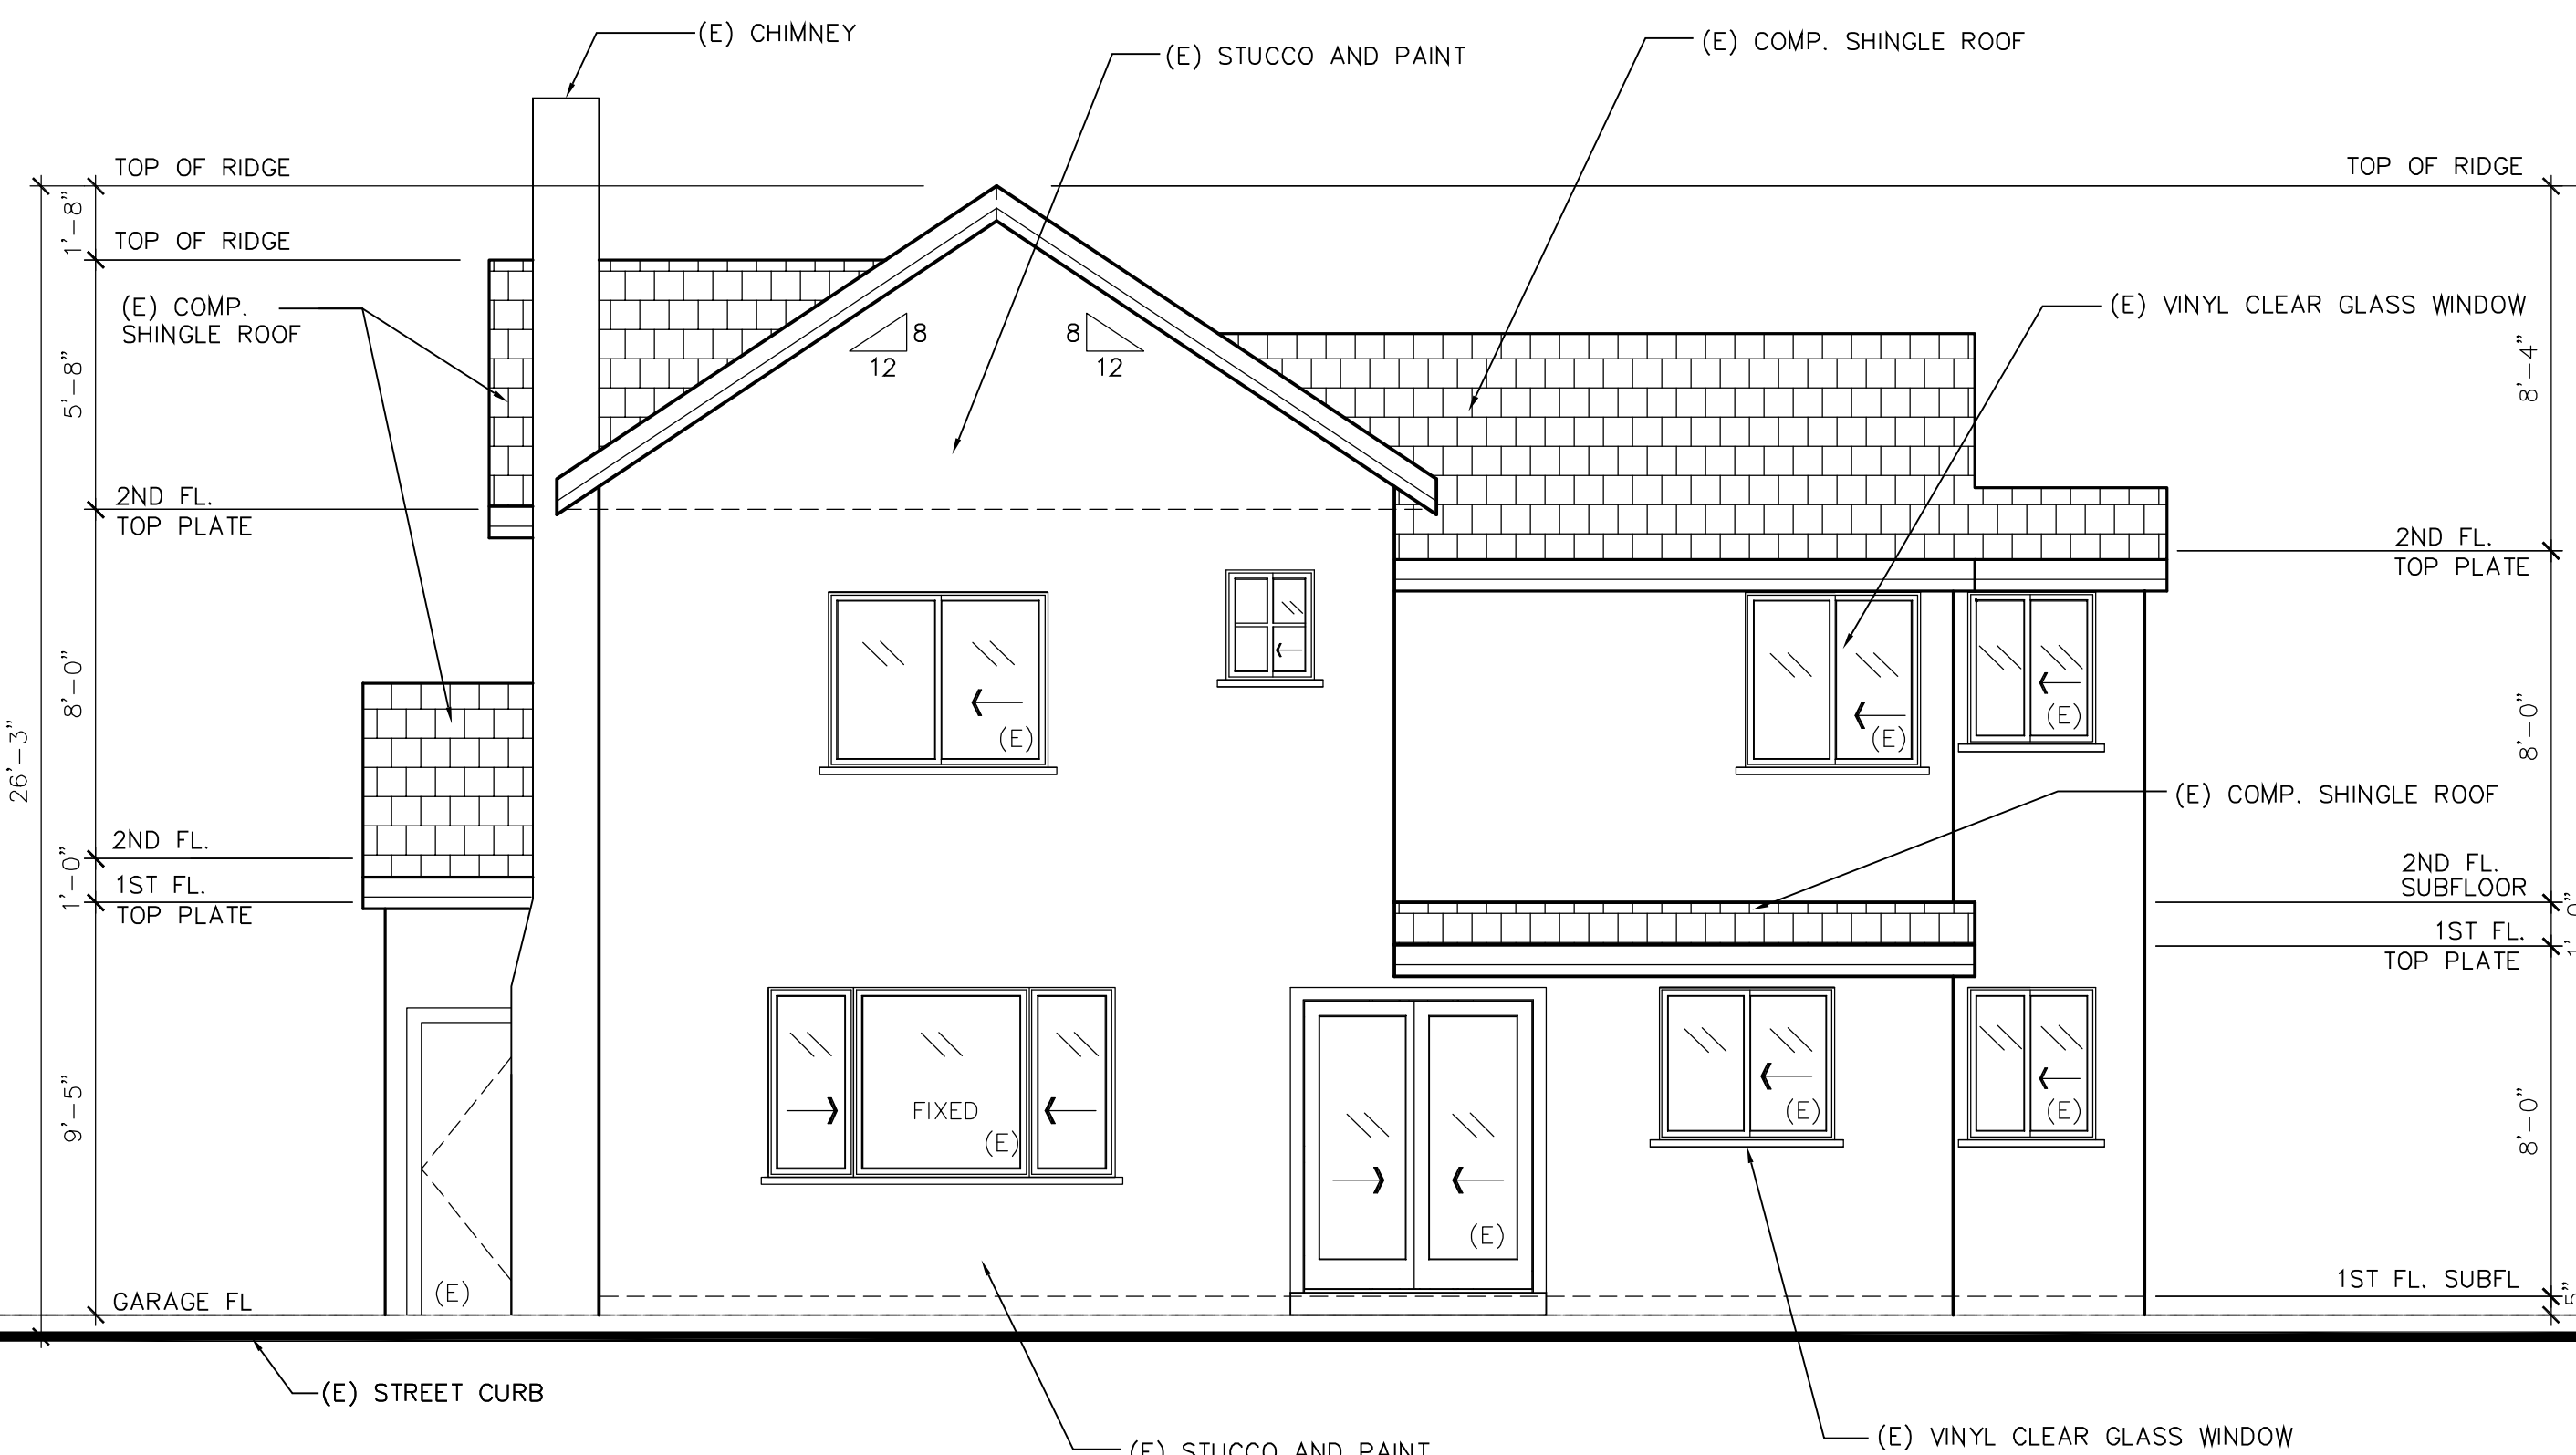 (E) CHIMNEY
(E) STUCCO AND PAINT
(E) COMP. SHINGLE ROOF
TOP OF RIDGE
TOP OF RIDGE
1'-8"
TOP OF RIDGE
(E) COMP.
SHINGLE ROOF
8
12
8
12
(E) VINYL CLEAR GLASS WINDOW
5'-8"
8'-4"
2ND FL.
TOP PLATE
2ND FL.
TOP PLATE
8'-0"
26'-3"
(E)
(E)
(E)
8'-0"
(E) COMP. SHINGLE ROOF
2ND FL.
1'-0"
1ST FL.
TOP PLATE
2ND FL.
SUBFLOOR
1ST FL.
TOP PLATE
9'-5"
FIXED
(E)
(E)
(E)
(E)
8'-0"
(E)
GARAGE FL
1ST FL. SUBFL
5"
(E) STREET CURB
(E) STUCCO AND PAINT
(E) VINYL CLEAR GLASS WINDOW